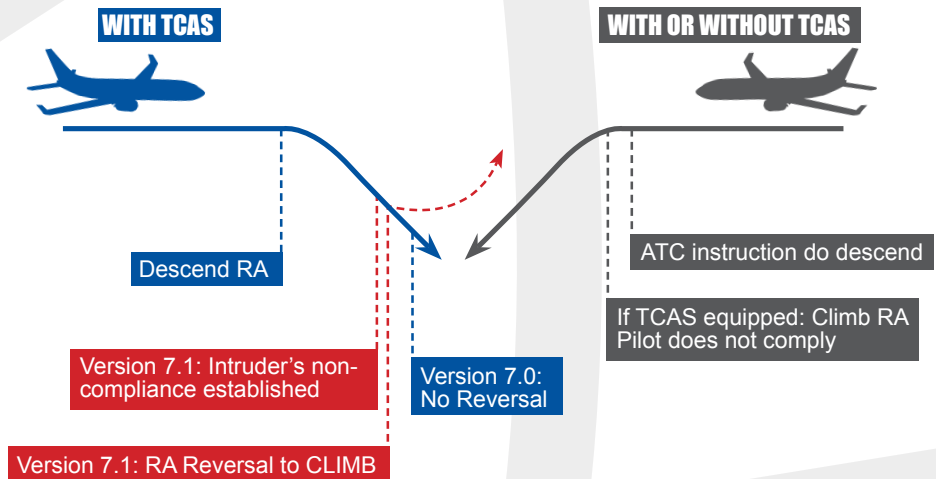 WITH TCAS
WITH OR WITHOUT TCAS
Descend RA
ATC instruction do descend
If TCAS equipped: Climb RA
Pilot does not comply
Version 7.1: Intruder's non-
compliance established
Version 7.0:
No Reversal
Version 7.1: RA Reversal to CLIMB